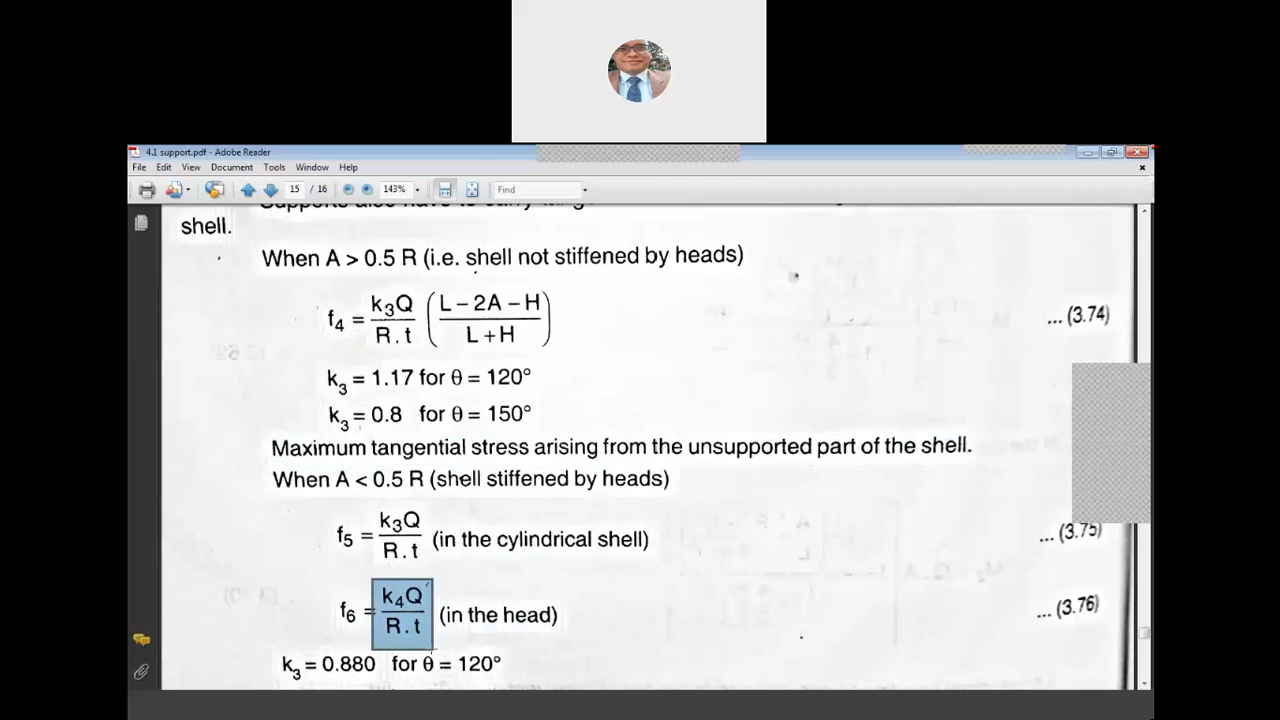 4.1 support.pdf - Adobe Reader
File Edit View Document Tools Window Help
15 / 16 143% Find
shell.
When A > 0.5 R (i.e. shell not stiffened by heads)
f₄ = k₃Q / R . t ( L – 2A – H / L + H ) ... (3.74)
k₃ = 1.17 for θ = 120°
k₃ = 0.8 for θ = 150°
Maximum tangential stress arising from the unsupported part of the shell.
When A < 0.5 R (shell stiffened by heads)
f₅ = k₃Q / R . t (in the cylindrical shell) ... (3.75)
f₆ = k₄Q / R . t (in the head) ... (3.76)
k₃ = 0.880 for θ = 120°